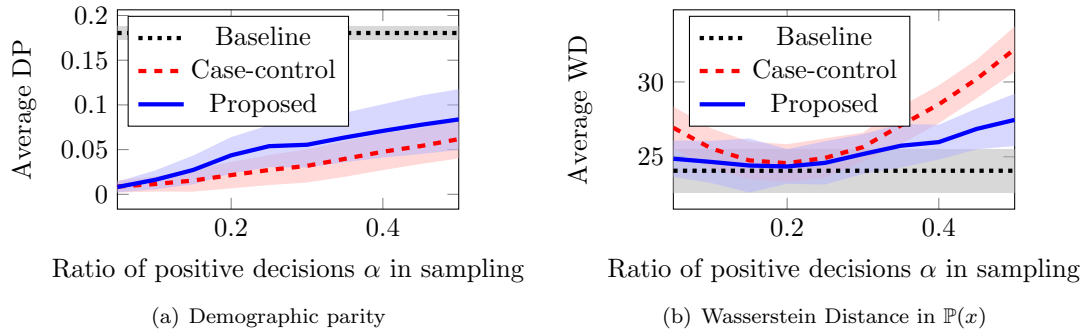 Average DP
0.2
0.15
0.1
0.05
0
Baseline
Case-control
Proposed
0.2
0.4
Ratio of positive decisions α in sampling
(a) Demographic parity
Average WD
30
25
Baseline
Case-control
Proposed
0.2
0.4
Ratio of positive decisions α in sampling
(b) Wasserstein Distance in ℙ(x)